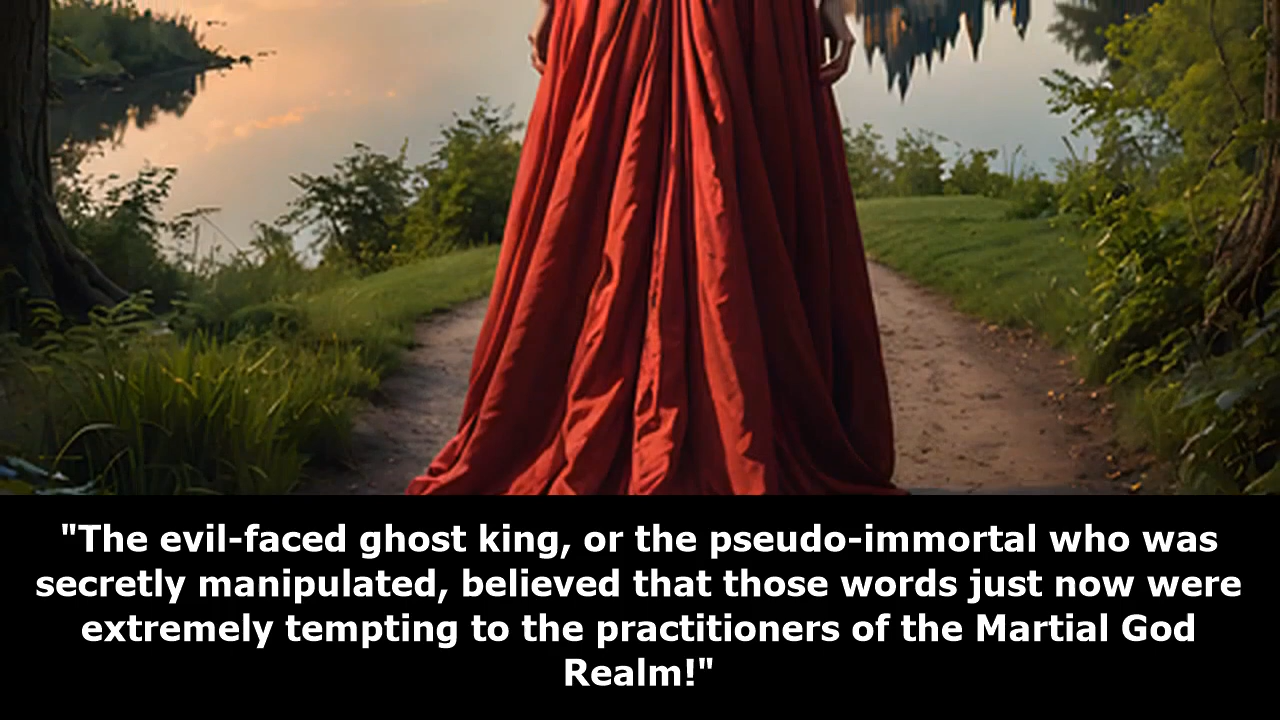 "The evil-faced ghost king, or the pseudo-immortal who was
secretly manipulated, believed that those words just now were
extremely tempting to the practitioners of the Martial God
Realm!"